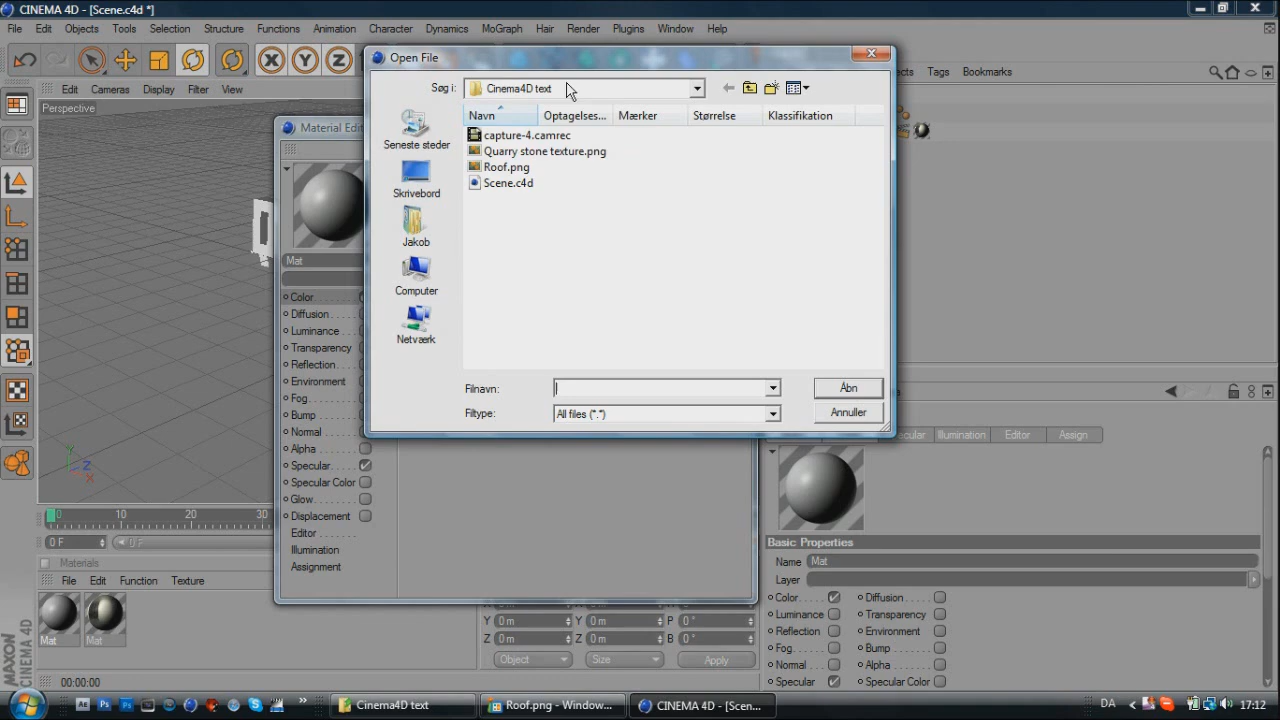 CINEMA 4D - [Scene.c4d *]
File Edit Objects Tools Selection Structure Functions Animation Character Dynamics MoGraph Hair Render Plugins Window Help
Open File
Søg i: Cinema4D text
Edit Cameras Display Filter View
Tags Bookmarks
Perspective
Navn Optagelses... Mærker Størrelse Klassifikation
Material Edi
capture-4.camrec
Quarry stone texture.png
Roof.png
Scene.c4d
Seneste steder
Skrivebord
Jakob
Computer
Netværk
Mat
Color
Diffusion
Luminance
Transparency
Reflection
Environment
Fog
Bump
Normal
Alpha
Specular
Specular Color
Glow
Displacement
Editor
Illumination
Assignment
Filnavn: Åbn
Filtype: All files (*.*) Annuller
Illumination Editor Assign
Y
Z
X
0 10 20 30
0 F 0 F
Materials
File Edit Function Texture
Mat Mat
Y 0 m Y 0 m P 0 °
Z 0 m Z 0 m B 0 °
Object Size Apply
Basic Properties
Name Mat
Layer
Color Diffusion
Luminance Transparency
Reflection Environment
Fog Bump
Normal Alpha
Specular Specular Color
MAXON
CINEMA 4D
00:00:00
Cinema4D text Roof.png - Window... CINEMA 4D - [Scen... DA 17:12